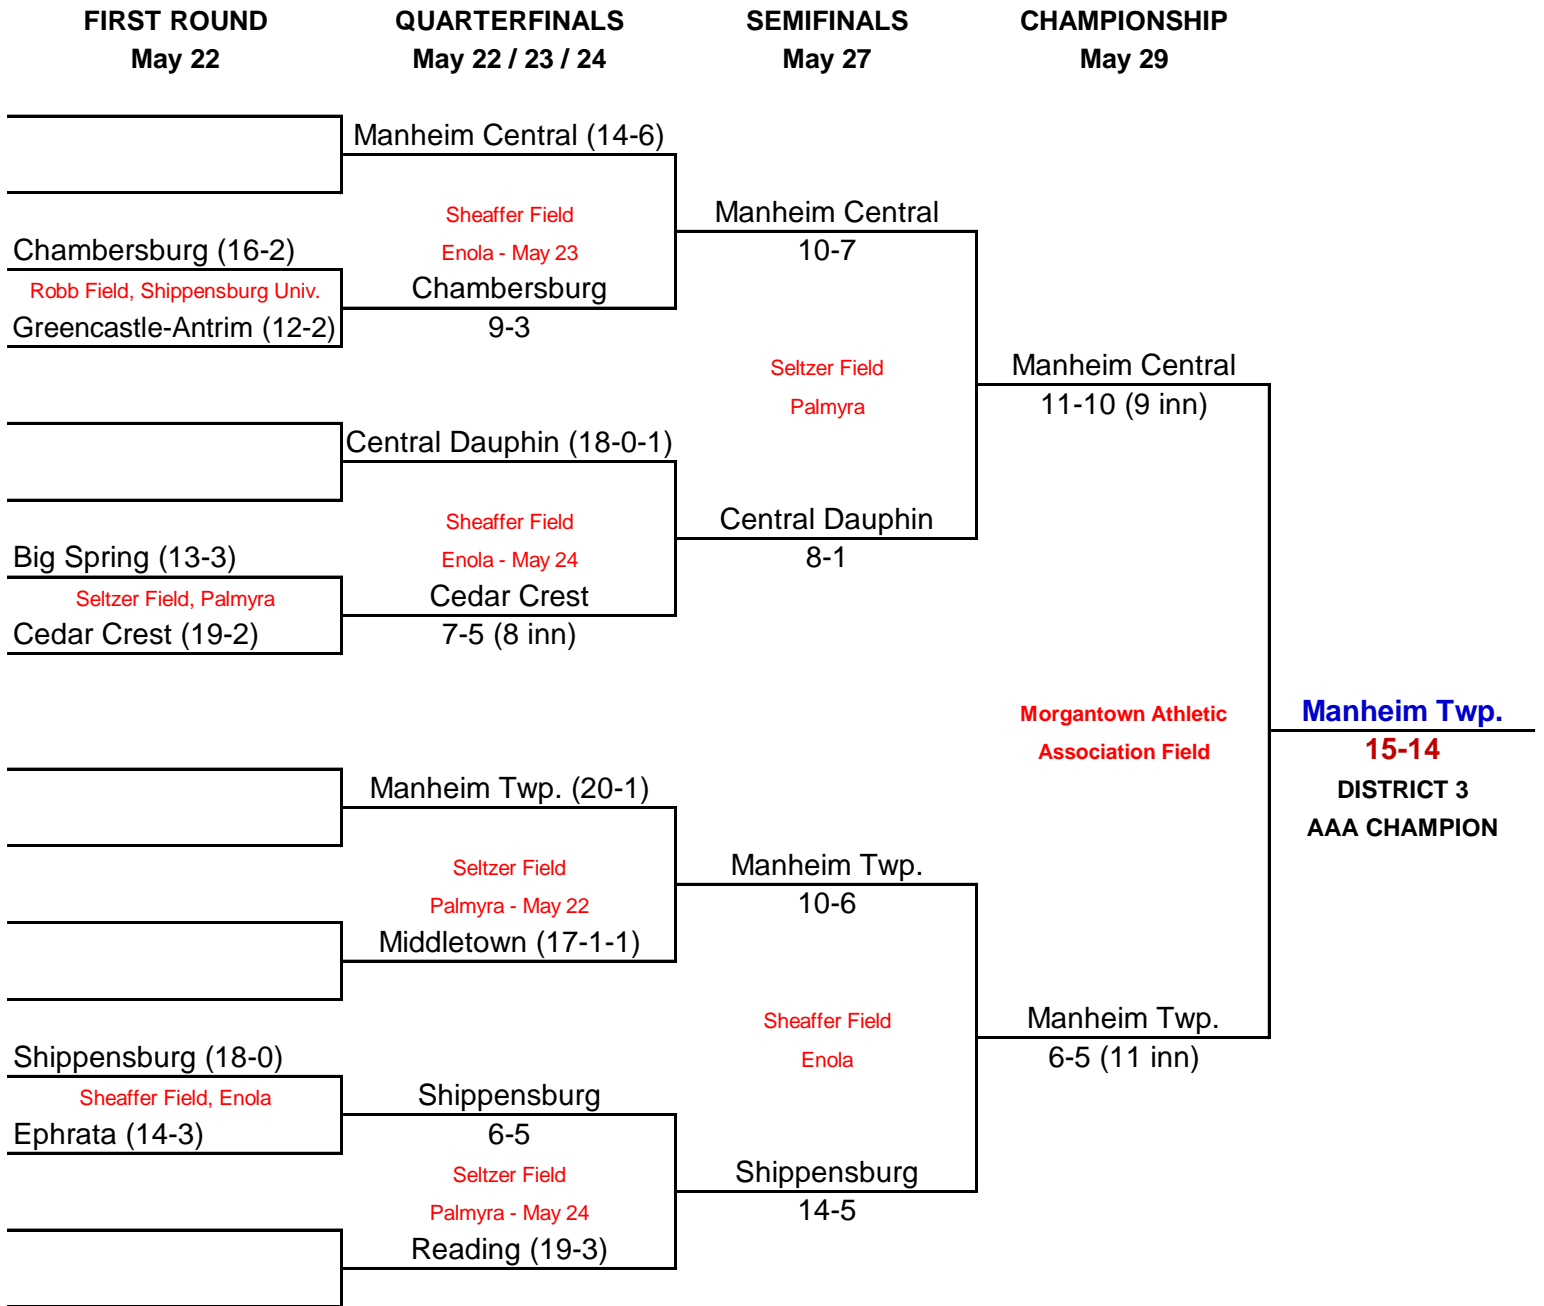 FIRST ROUND
May 22
QUARTERFINALS
May 22 / 23 / 24
SEMIFINALS
May 27
CHAMPIONSHIP
May 29
Chambersburg (16-2)
Robb Field, Shippensburg Univ.
Greencastle-Antrim (12-2)
Big Spring (13-3)
Seltzer Field, Palmyra
Cedar Crest (19-2)
Shippensburg (18-0)
Sheaffer Field, Enola
Ephrata (14-3)
Manheim Central (14-6)
Sheaffer Field
Enola - May 23
Chambersburg
9-3
Central Dauphin (18-0-1)
Sheaffer Field
Enola - May 24
Cedar Crest
7-5 (8 inn)
Manheim Twp. (20-1)
Seltzer Field
Palmyra - May 22
Middletown (17-1-1)
Shippensburg
6-5
Seltzer Field
Palmyra - May 24
Reading (19-3)
Manheim Central
10-7
Seltzer Field
Palmyra
Central Dauphin
8-1
Manheim Twp.
10-6
Sheaffer Field
Enola
Shippensburg
14-5
Manheim Central
11-10 (9 inn)
Morgantown Athletic
Association Field
Manheim Twp.
6-5 (11 inn)
Manheim Twp.
15-14
DISTRICT 3
AAA CHAMPION